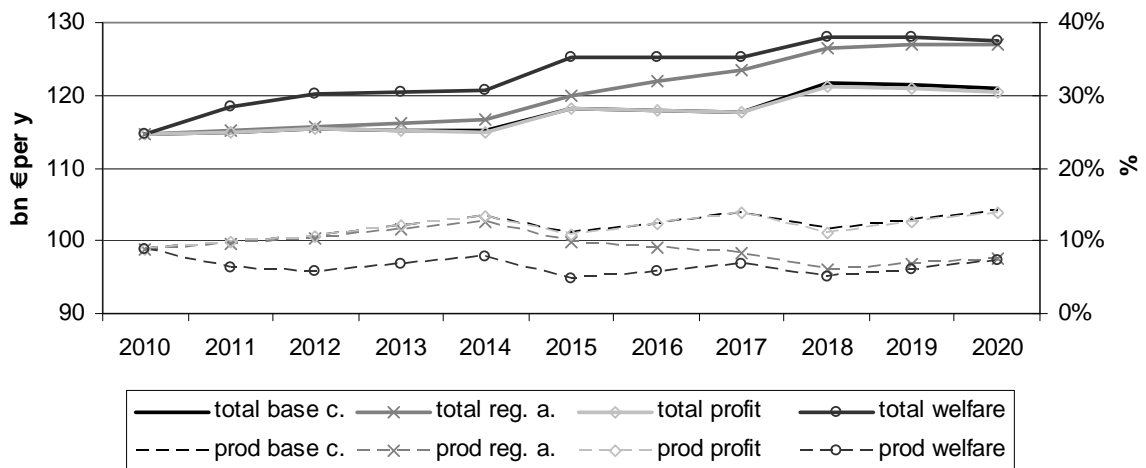 130 40%
120 30%
110 20%
100 10%
90 0%
bn €per y
%
2010 2011 2012 2013 2014 2015 2016 2017 2018 2019 2020
total base c. total reg. a. total profit total welfare
prod base c. prod reg. a. prod profit prod welfare